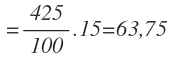 = 425/100 .15=63,75